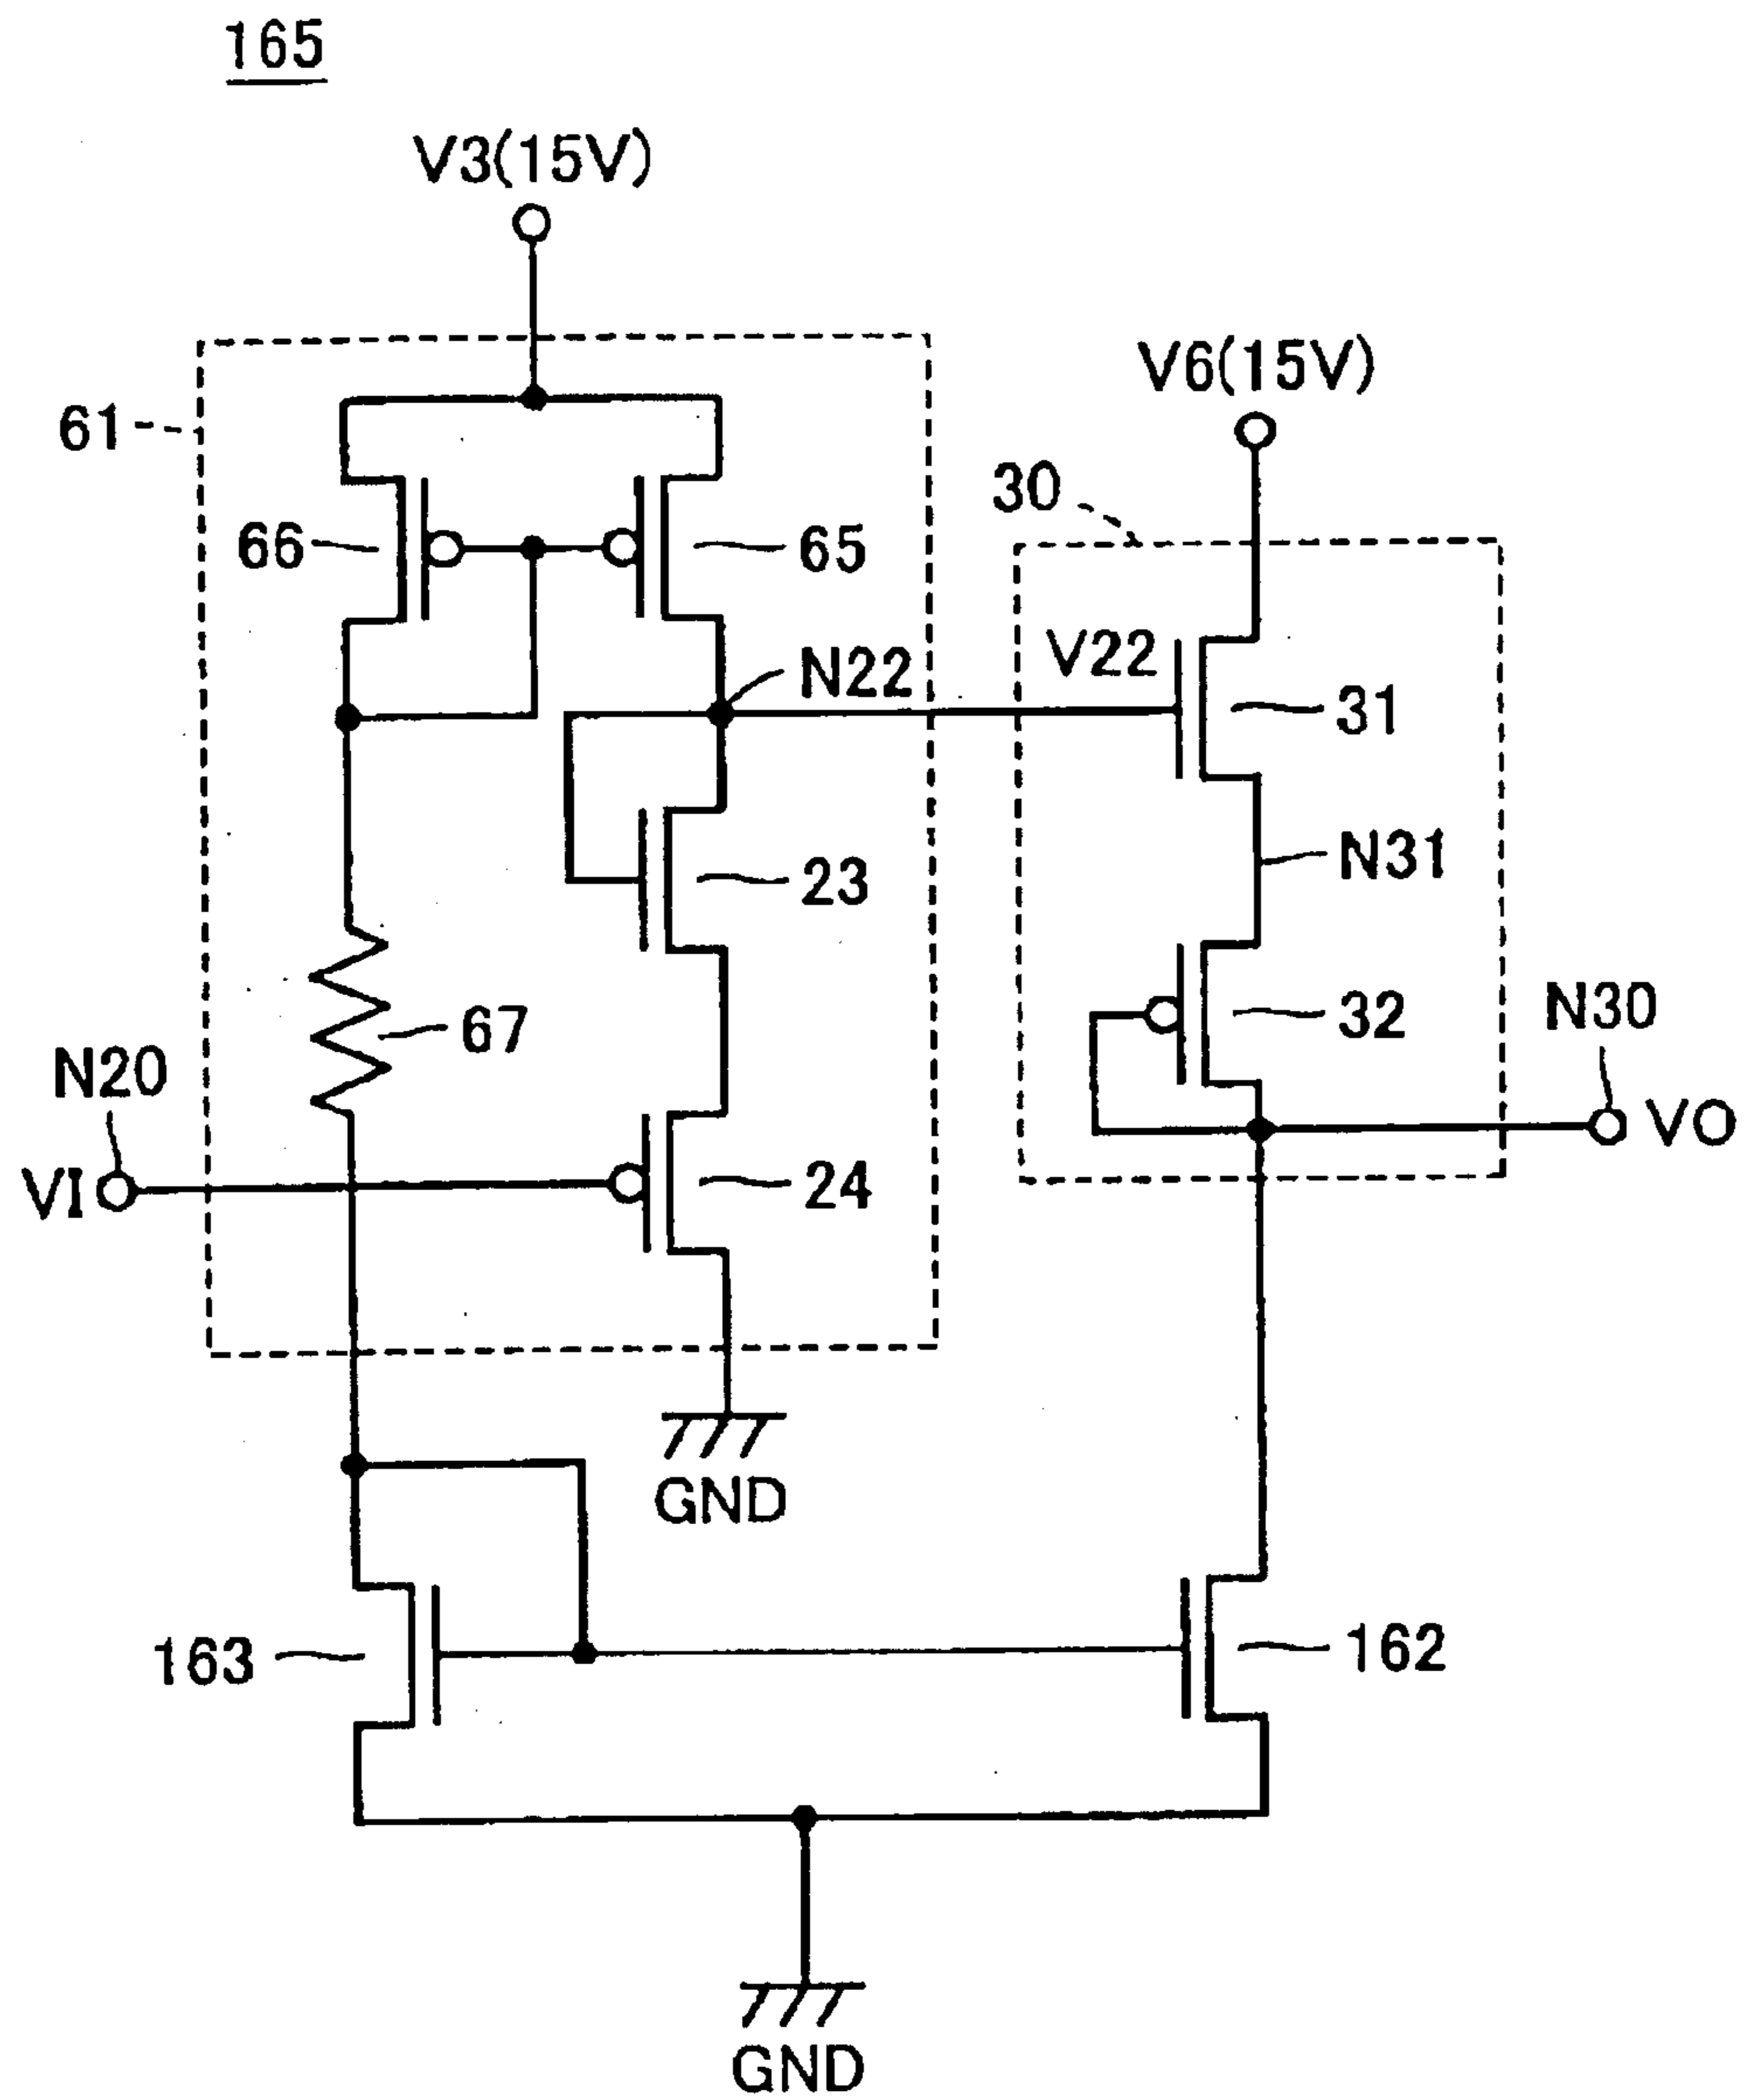 165
V3(15V)
V6(15V)
61
30
66
65
V22
N22
31
23
N31
67
32
N30
N20
VO
24
VI
GND
163
162
GND